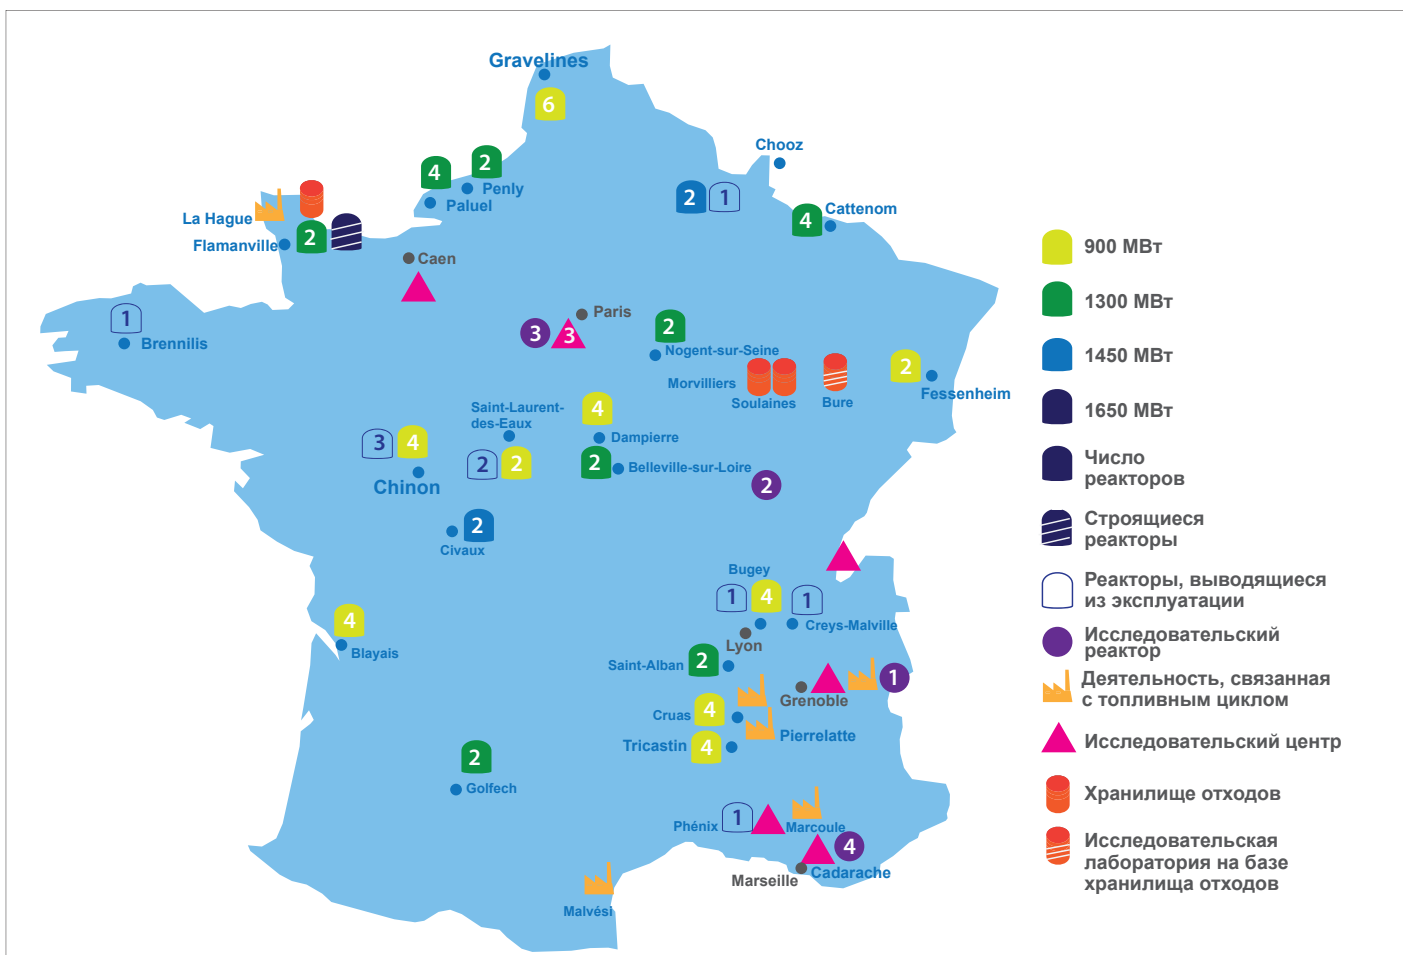 Gravelines
6
Chooz
2
1
Cattenom
4
4
2
Penly
Paluel
La Hague
Flamanville
2
Caen
1
Brennilis
Paris
3
3
2
Nogent-sur-Seine
Morvilliers
Soulaines
Bure
2
Fessenheim
Saint-Laurent-
des-Eaux
2
2
4
Dampierre
2
Belleville-sur-Loire
3
4
Chinon
2
2
Civaux
Bugey
1
4
1
Creys-Malville
Lyon
4
Blayais
Saint-Alban
2
Grenoble
1
Cruas
4
Tricastin
4
Pierrelatte
2
Golfech
Phénix
1
Marcoule
4
Marseille
Cadarache
Malvési
900 МВт
1300 МВт
1450 МВт
1650 МВт
Число
реакторов
Строящиеся
реакторы
Реакторы, выводящиеся
из эксплуатации
Исследовательский
реактор
Деятельность, связанная
с топливным циклом
Исследовательский центр
Хранилище отходов
Исследовательская
лаборатория на базе
хранилища отходов